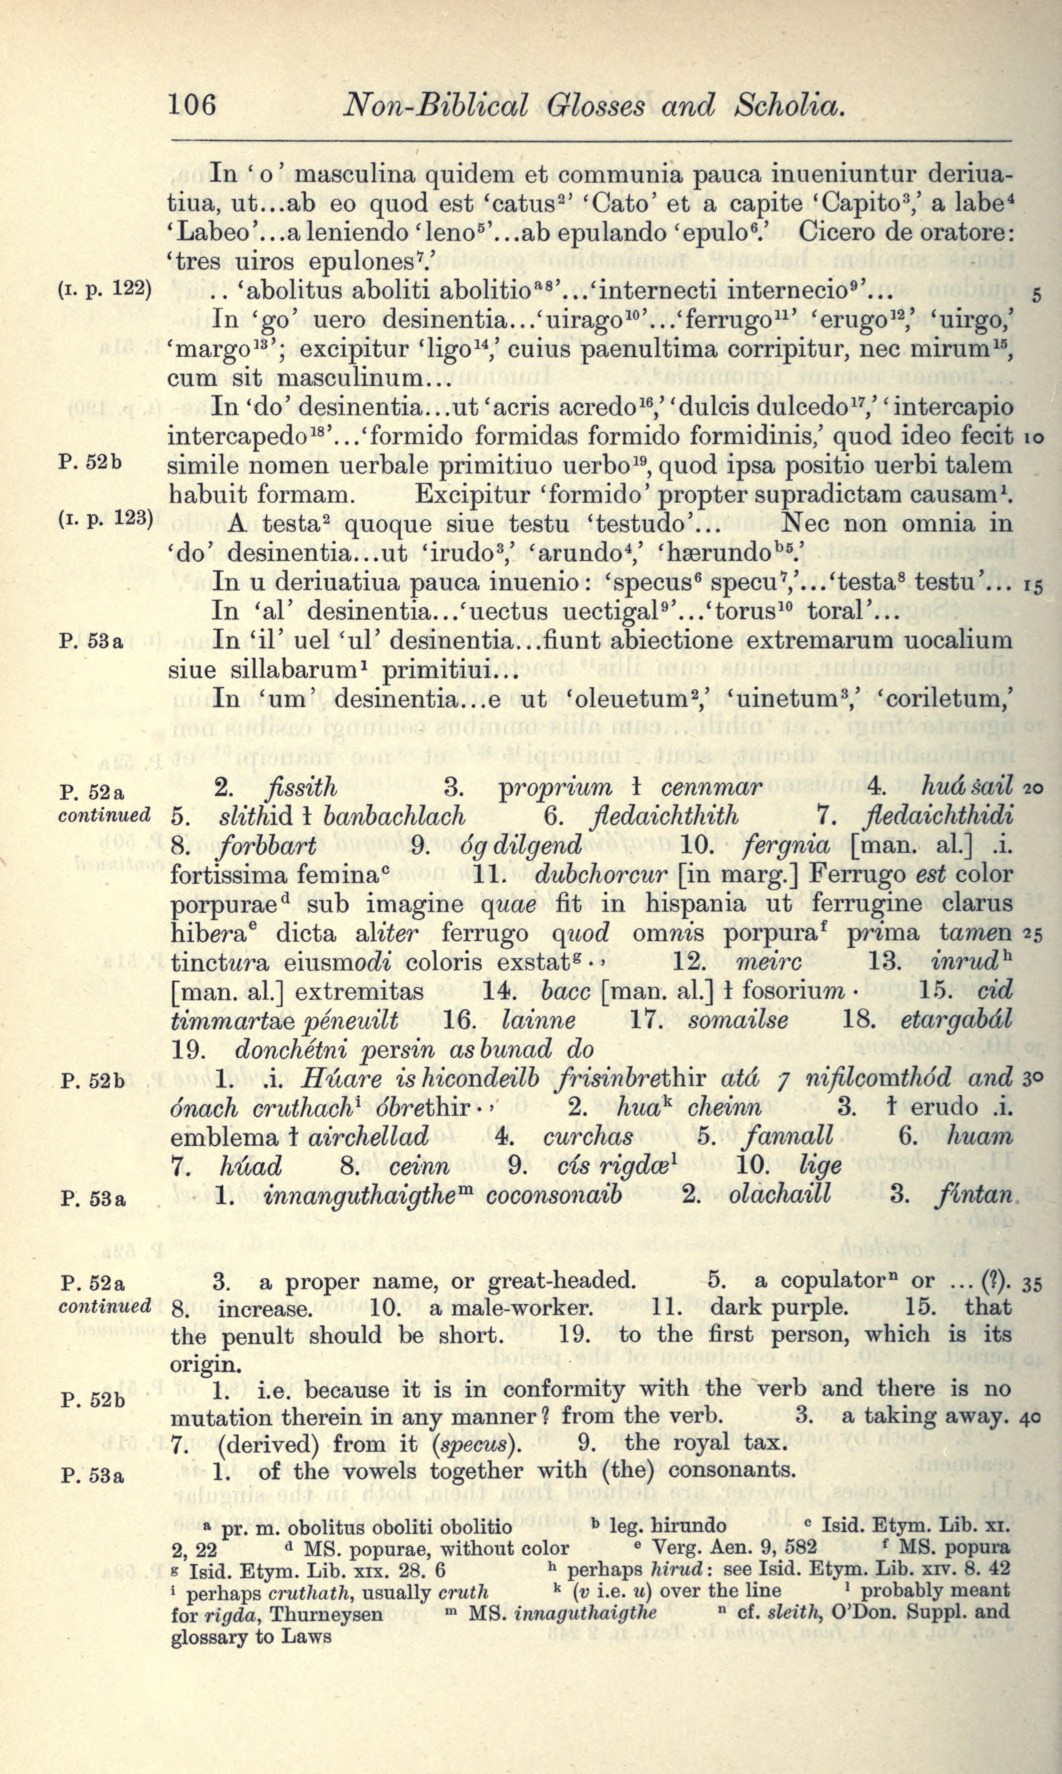 106 Non-Biblical Glosses and Scholia.
In ‘o’ masculina quidem et communia pauca inueniuntur deriua-
tiua, ut...ab eo quod est ‘catus²’ ‘Cato’ et a capite ‘Capito³,’ a labe⁴
‘Labeo’...a leniendo ‘leno⁵’...ab epulando ‘epulo⁶.’ Cicero de oratore:
‘tres uiros epulones⁷.’
(I. p. 122) .. ‘abolitus aboliti abolitioᵃ⁸’...‘internecti internecio⁹’... 5
In ‘go’ uero desinentia...‘uirago¹⁰’...‘ferrugo¹¹’ ‘erugo¹²,’ ‘uirgo,’
‘margo¹³’; excipitur ‘ligo¹⁴,’ cuius paenultima corripitur, nec mirum¹⁵,
cum sit masculinum...
In ‘do’ desinentia...ut ‘acris acredo¹⁶,’ ‘dulcis dulcedo¹⁷,’ ‘intercapio
intercapedo¹⁸’...‘formido formidas formido formidinis,’ quod ideo fecit 10
P. 52b simile nomen uerbale primitiuo uerbo¹⁹, quod ipsa positio uerbi talem
habuit formam. Excipitur ‘formido’ propter supradictam causam¹.
(I. p. 123) A testa² quoque siue testu ‘testudo’... Nec non omnia in
‘do’ desinentia...ut ‘irudo³,’ ‘arundo⁴,’ ‘hærundoᵇ⁵.’
In u deriuatiua pauca inuenio: ‘specus⁶ specu⁷,’...‘testa⁸ testu’... 15
In ‘al’ desinentia...‘uectus uectigal⁹’...‘torus¹⁰ toral’...
P. 53a In ‘il’ uel ‘ul’ desinentia...fiunt abiectione extremarum uocalium
siue sillabarum¹ primitiui...
In ‘um’ desinentia...e ut ‘oleuetum²,’ ‘uinetum³,’ ‘coriletum,’
P. 52a 2. fissith 3. proprium ł cennmar 4. huá ṡail 20
continued 5. slithid ł banbachlach 6. fledaichthith 7. fledaichthidi
8. forbbart 9. óg dilgend 10. fergnia [man. al.] .i.
fortissima feminaᶜ 11. dubchorcur [in marg.] Ferrugo est color
porpuraeᵈ sub imagine quae fit in hispania ut ferrugine clarus
hiberaᵉ dicta aliter ferrugo quod omnis porpuraᶠ prima tamen 25
tinctura eiusmodi coloris exstatᵍ·, 12. meirc 13. inrudʰ
[man. al.] extremitas 14. bacc [man. al.] ł fosorium · 15. cid
timmartae péneuilt 16. lainne 17. somailse 18. etargabál
19. donchétni persin as bunad do
P. 52b 1. .i. Húare is hicondeilb frisinbrethir atá ⁊ nifilcomthód and 30
ónach cruthachⁱ óbrethir·, 2. huaᵏ cheinn 3. ł erudo .i.
emblema ł airchellad 4. curchas 5. fannall 6. huam
7. húad 8. ceinn 9. cís rigdœˡ 10. lige
P. 53a 1. innanguthaigtheᵐ coconsonaib 2. olachaill 3. fíntan
P. 52a 3. a proper name, or great-headed. 5. a copulatorⁿ or ... (?). 35
continued 8. increase. 10. a male-worker. 11. dark purple. 15. that
the penult should be short. 19. to the first person, which is its
origin.
P. 52b 1. i.e. because it is in conformity with the verb and there is no
mutation therein in any manner? from the verb. 3. a taking away. 40
7. (derived) from it (specus). 9. the royal tax.
P. 53a 1. of the vowels together with (the) consonants.
ᵃ pr. m. obolitus oboliti obolitio ᵇ leg. hirundo ᶜ Isid. Etym. Lib. XI.
2, 22 ᵈ MS. popurae, without color ᵉ Verg. Aen. 9, 582 ᶠ MS. popura
ᵍ Isid. Etym. Lib. XIX. 28. 6 ʰ perhaps hirud: see Isid. Etym. Lib. XIV. 8. 42
ⁱ perhaps cruthath, usually cruth ᵏ (v i.e. u) over the line ˡ probably meant
for rigda, Thurneysen ᵐ MS. innaguthaigthe ⁿ cf. sleith, O’Don. Suppl. and
glossary to Laws